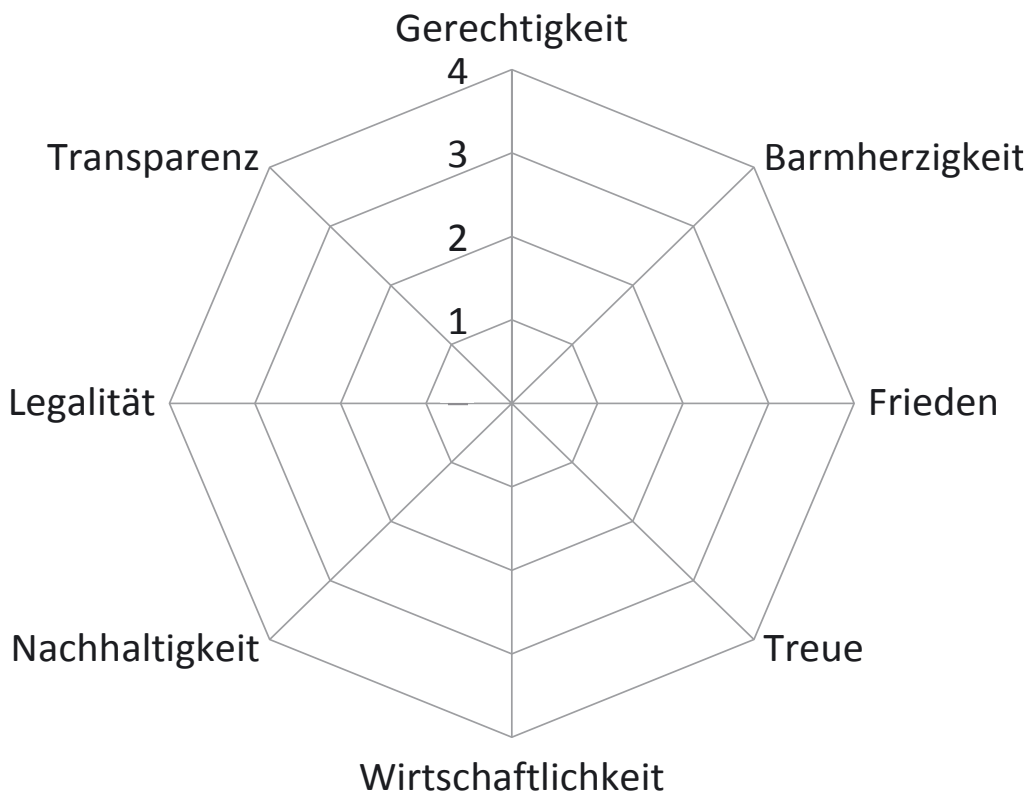 Gerechtigkeit
4
Transparenz
Barmherzigkeit
3
2
1
Legalität
Frieden
Nachhaltigkeit
Treue
Wirtschaftlichkeit